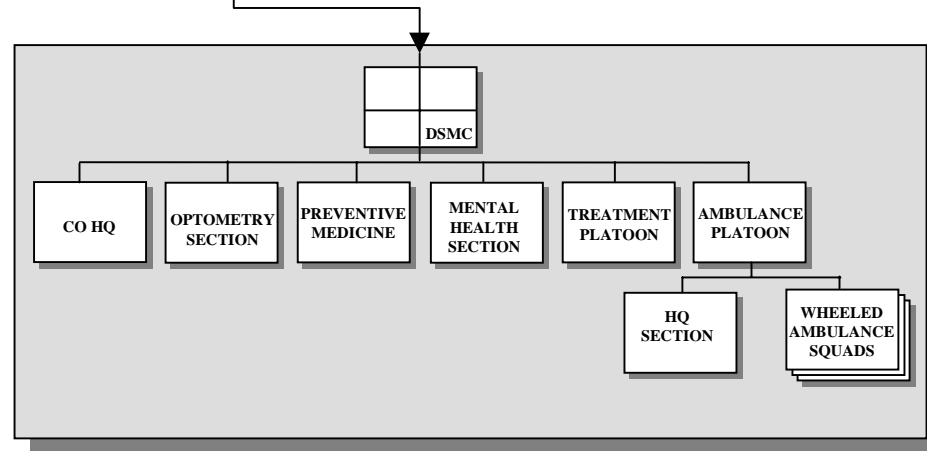 DSMC
CO HQ
OPTOMETRY
SECTION
PREVENTIVE
MEDICINE
MENTAL
HEALTH
SECTION
TREATMENT
PLATOON
AMBULANCE
PLATOON
HQ
SECTION
WHEELED
AMBULANCE
SQUADS